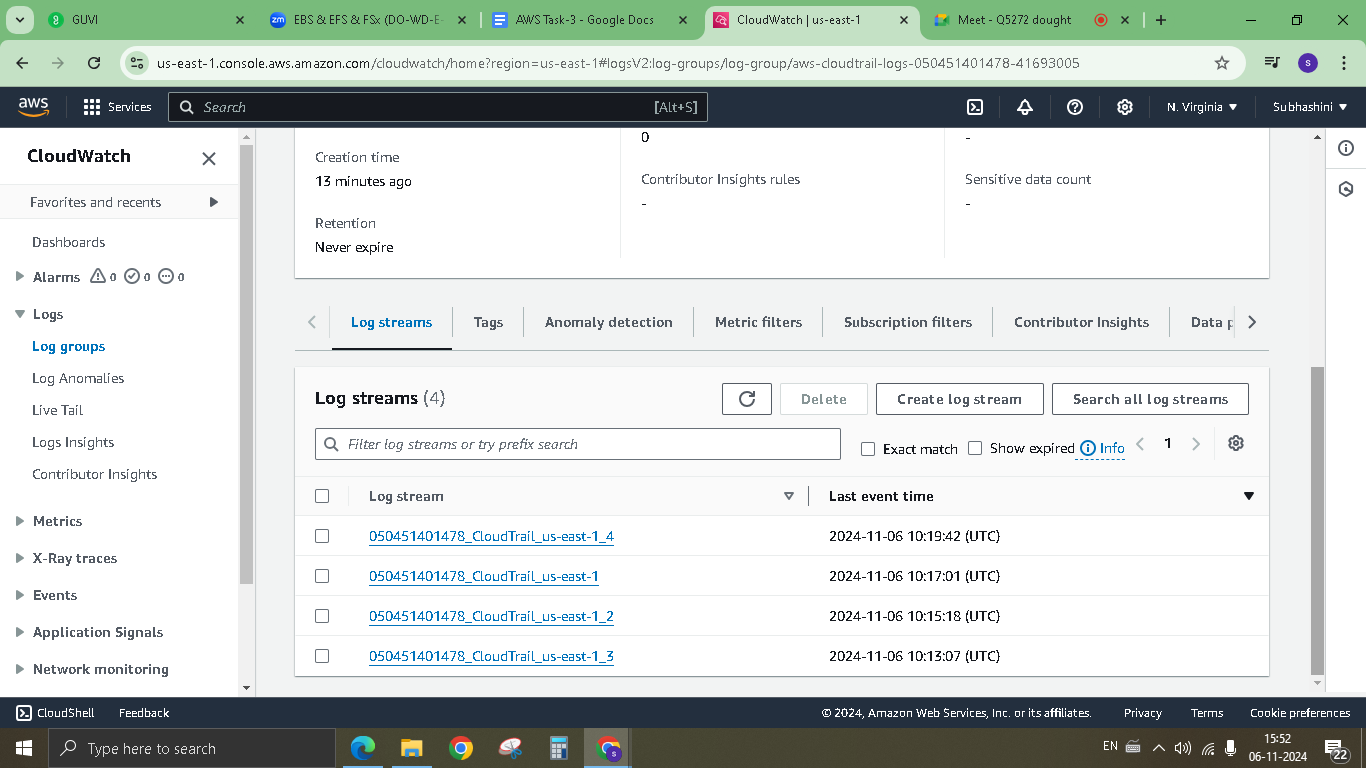 GUVI
EBS & EFS & FSx (DO-WD-E-
AWS Task-3 - Google Docs
CloudWatch | us-east-1
Meet - Q5272 dought
us-east-1.console.aws.amazon.com/cloudwatch/home?region=us-east-1#logsV2:log-groups/log-group/aws-cloudtrail-logs-050451401478-41693005
aws
Services
Search
[Alt+S]
N. Virginia
Subhashini
CloudWatch
Favorites and recents
Dashboards
Alarms 0 0 0
Logs
Log groups
Log Anomalies
Live Tail
Logs Insights
Contributor Insights
Metrics
X-Ray traces
Events
Application Signals
Network monitoring
Creation time
13 minutes ago
Retention
Never expire
0
Contributor Insights rules
-
-
Sensitive data count
-
Log streams
Tags
Anomaly detection
Metric filters
Subscription filters
Contributor Insights
Data p
Log streams (4)
Delete
Create log stream
Search all log streams
Filter log streams or try prefix search
Exact match
Show expired
Info
1
Log stream
Last event time
050451401478_CloudTrail_us-east-1_4
2024-11-06 10:19:42 (UTC)
050451401478_CloudTrail_us-east-1
2024-11-06 10:17:01 (UTC)
050451401478_CloudTrail_us-east-1_2
2024-11-06 10:15:18 (UTC)
050451401478_CloudTrail_us-east-1_3
2024-11-06 10:13:07 (UTC)
CloudShell
Feedback
© 2024, Amazon Web Services, Inc. or its affiliates.
Privacy
Terms
Cookie preferences
Type here to search
EN
15:52
06-11-2024
22